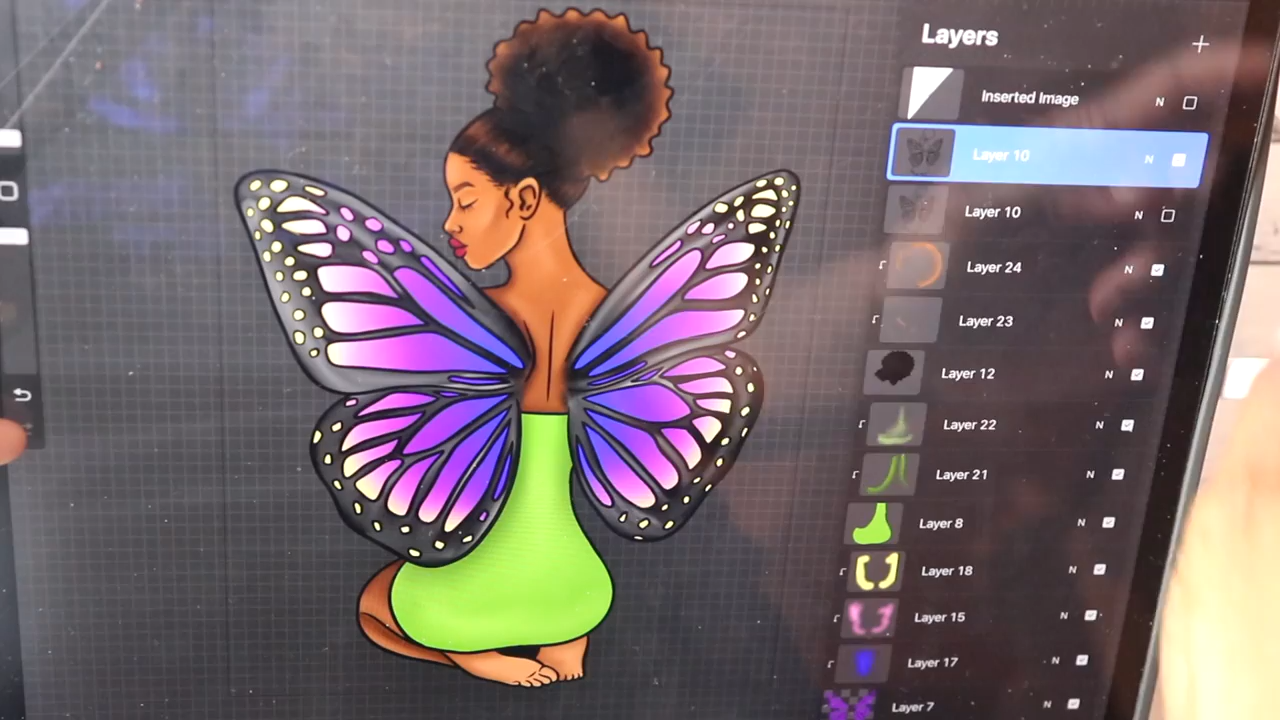 Layers
Inserted Image N
Layer 10 N
Layer 10 N
Layer 24 N
Layer 23 N
Layer 12 N
Layer 22 N
Layer 21 N
Layer 8 N
Layer 18 N
Layer 15 N
Layer 17 N
Layer 7 N